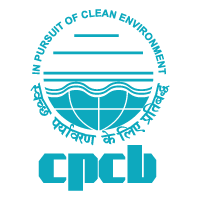 IN PURSUIT OF CLEAN ENVIRONMENT
स्वच्छ पर्यावरण के लिए प्रतिबद्ध
cpcb